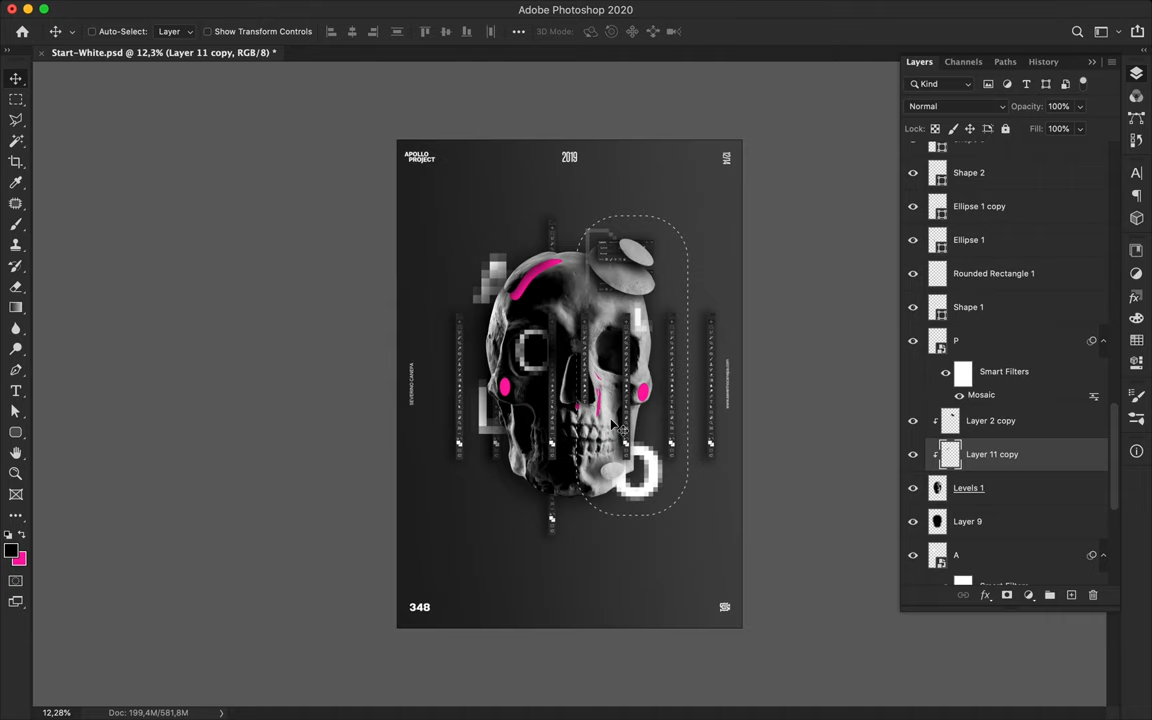 Adobe Photoshop 2020
Auto-Select: Layer Show Transform Controls 3D Mode:
× Start-White.psd @ 12,3% (Layer 11 copy, RGB/8) *
Layers Channels Paths History
Kind
Normal Opacity: 100%
Lock: Fill: 100%
Shape 2
Ellipse 1 copy
Ellipse 1
Rounded Rectangle 1
Shape 1
P
Smart Filters
Mosaic
Layer 2 copy
Layer 11 copy
Levels 1
Layer 9
A
APOLLO
PROJECT
2019
348
12,28% Doc: 199,4M/581,8M